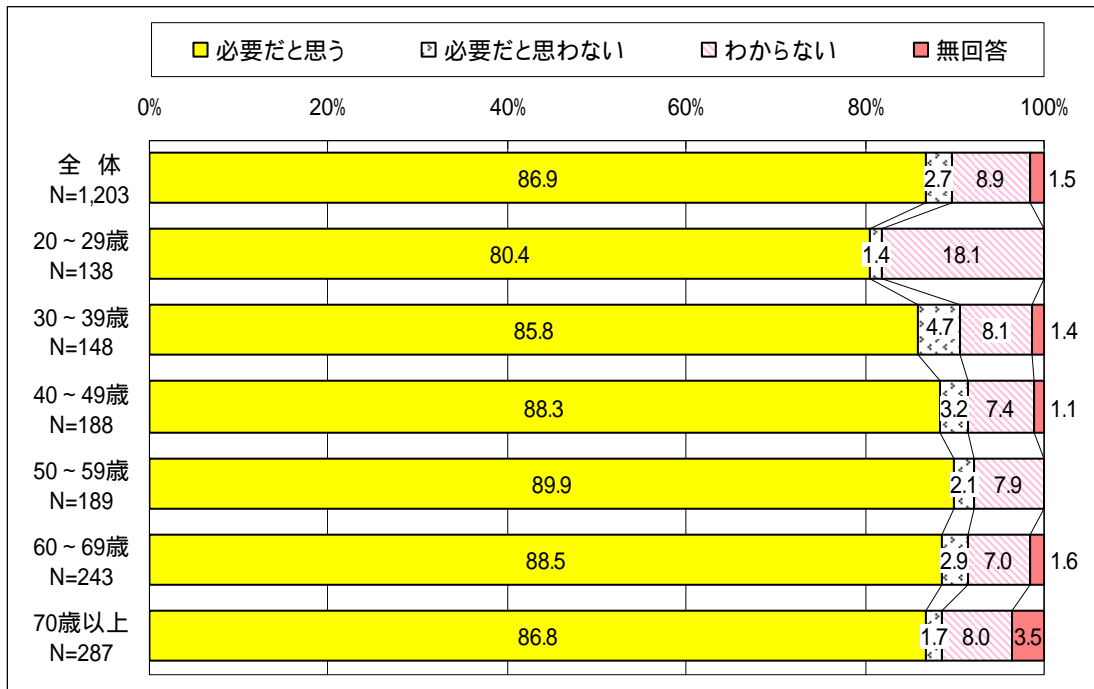 必要だと思う 必要だと思わない わからない 無回答
0% 20% 40% 60% 80% 100%
全 体
N=1,203
86.9 2.7 8.9 1.5
20～29歳
N=138
80.4 1.4 18.1
30～39歳
N=148
85.8 4.7 8.1 1.4
40～49歳
N=188
88.3 3.2 7.4 1.1
50～59歳
N=189
89.9 2.1 7.9
60～69歳
N=243
88.5 2.9 7.0 1.6
70歳以上
N=287
86.8 1.7 8.0 3.5